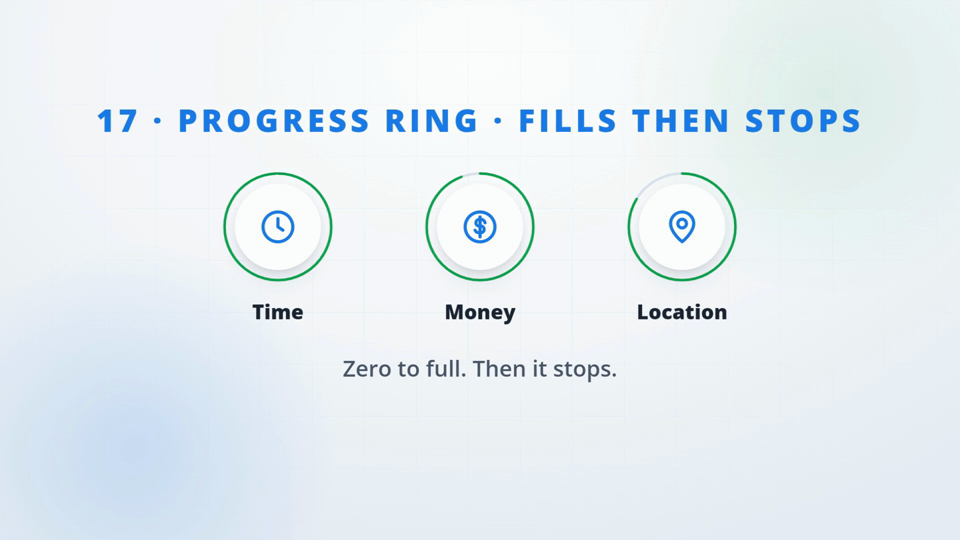 17 · PROGRESS RING · FILLS THEN STOPS
Time Money Location
Zero to full. Then it stops.